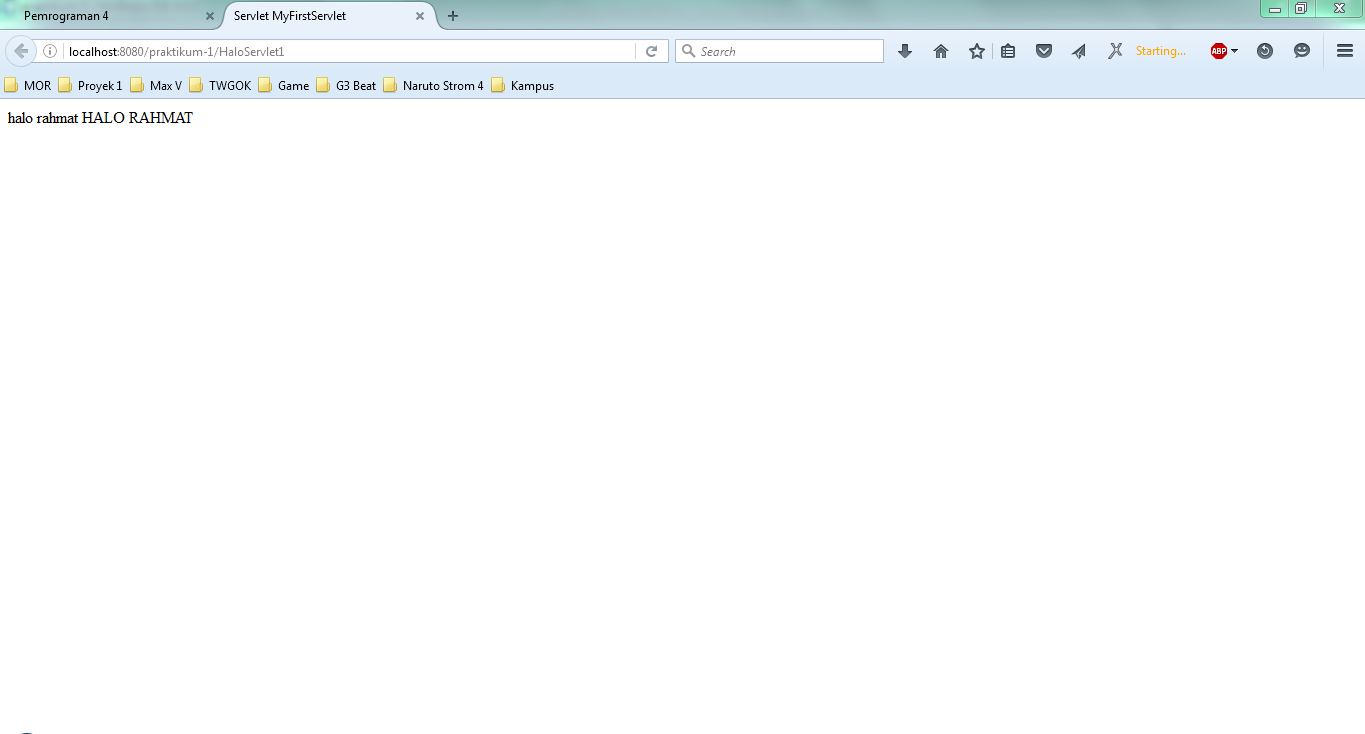 Pemrograman 4 Servlet MyFirstServlet
localhost:8080/praktikum-1/HaloServlet1 Search Starting... ABP
MOR Proyek 1 Max V TWGOK Game G3 Beat Naruto Strom 4 Kampus
halo rahmat HALO RAHMAT